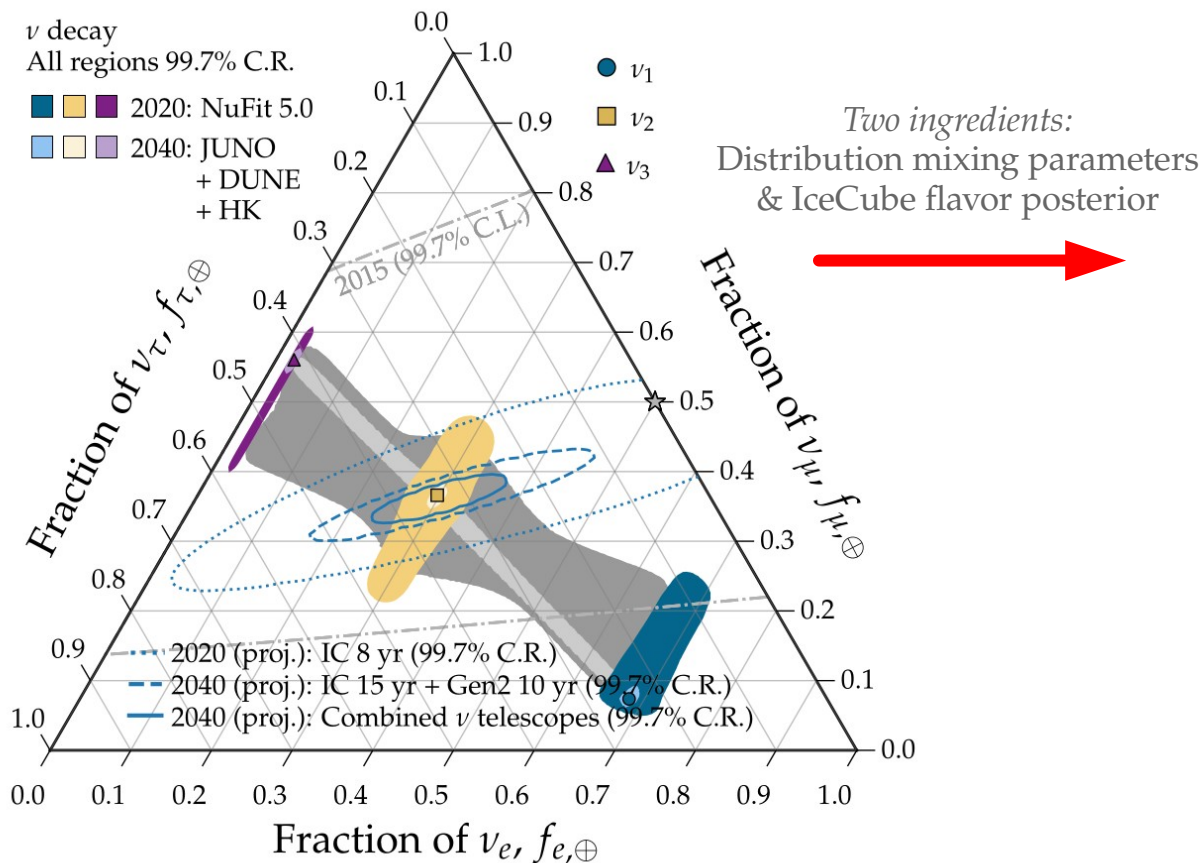 ν decay
All regions 99.7% C.R.
2020: NuFit 5.0
2040: JUNO
+ DUNE
+ HK
ν1
ν2
ν3
Two ingredients:
Distribution mixing parameters
& IceCube flavor posterior
2015 (99.7% C.L.)
Fraction of ντ, fτ,⊕
0.0
0.1
0.2
0.3
0.4
0.5
0.6
0.7
0.8
0.9
1.0
Fraction of νμ, fμ,⊕
1.0
0.9
0.8
0.7
0.6
0.5
0.4
0.3
0.2
0.1
0.0
2020 (proj.): IC 8 yr (99.7% C.R.)
2040 (proj.): IC 15 yr + Gen2 10 yr (99.7% C.R.)
2040 (proj.): Combined ν telescopes (99.7% C.R.)
0.0 0.1 0.2 0.3 0.4 0.5 0.6 0.7 0.8 0.9 1.0
Fraction of νe, fe,⊕